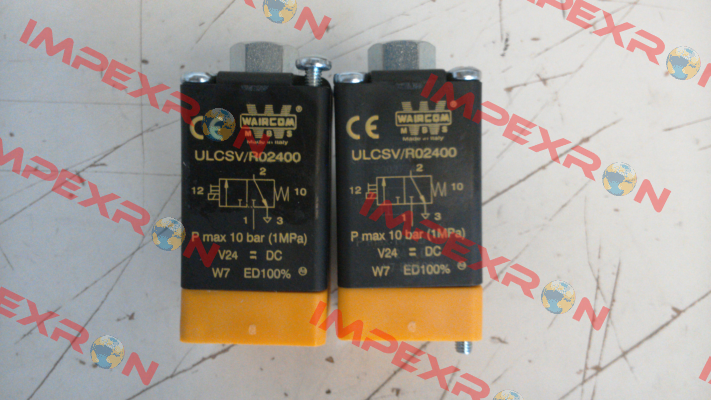 CE WAIRCOM
MBS
Made in Italy
ULCSV/R02400
2
12 10
1 3
P max 10 bar (1MPa)
V24 = DC
W7 ED100%
CE WAIRCOM
MBS
Made in Italy
ULCSV/R02400
2
12 10
1 3
P max 10 bar (1MPa)
V24 = DC
W7 ED100%
IMPEXRON
IMPEXRON
IMPEXRON
IMPEXRON
IMPEXRON